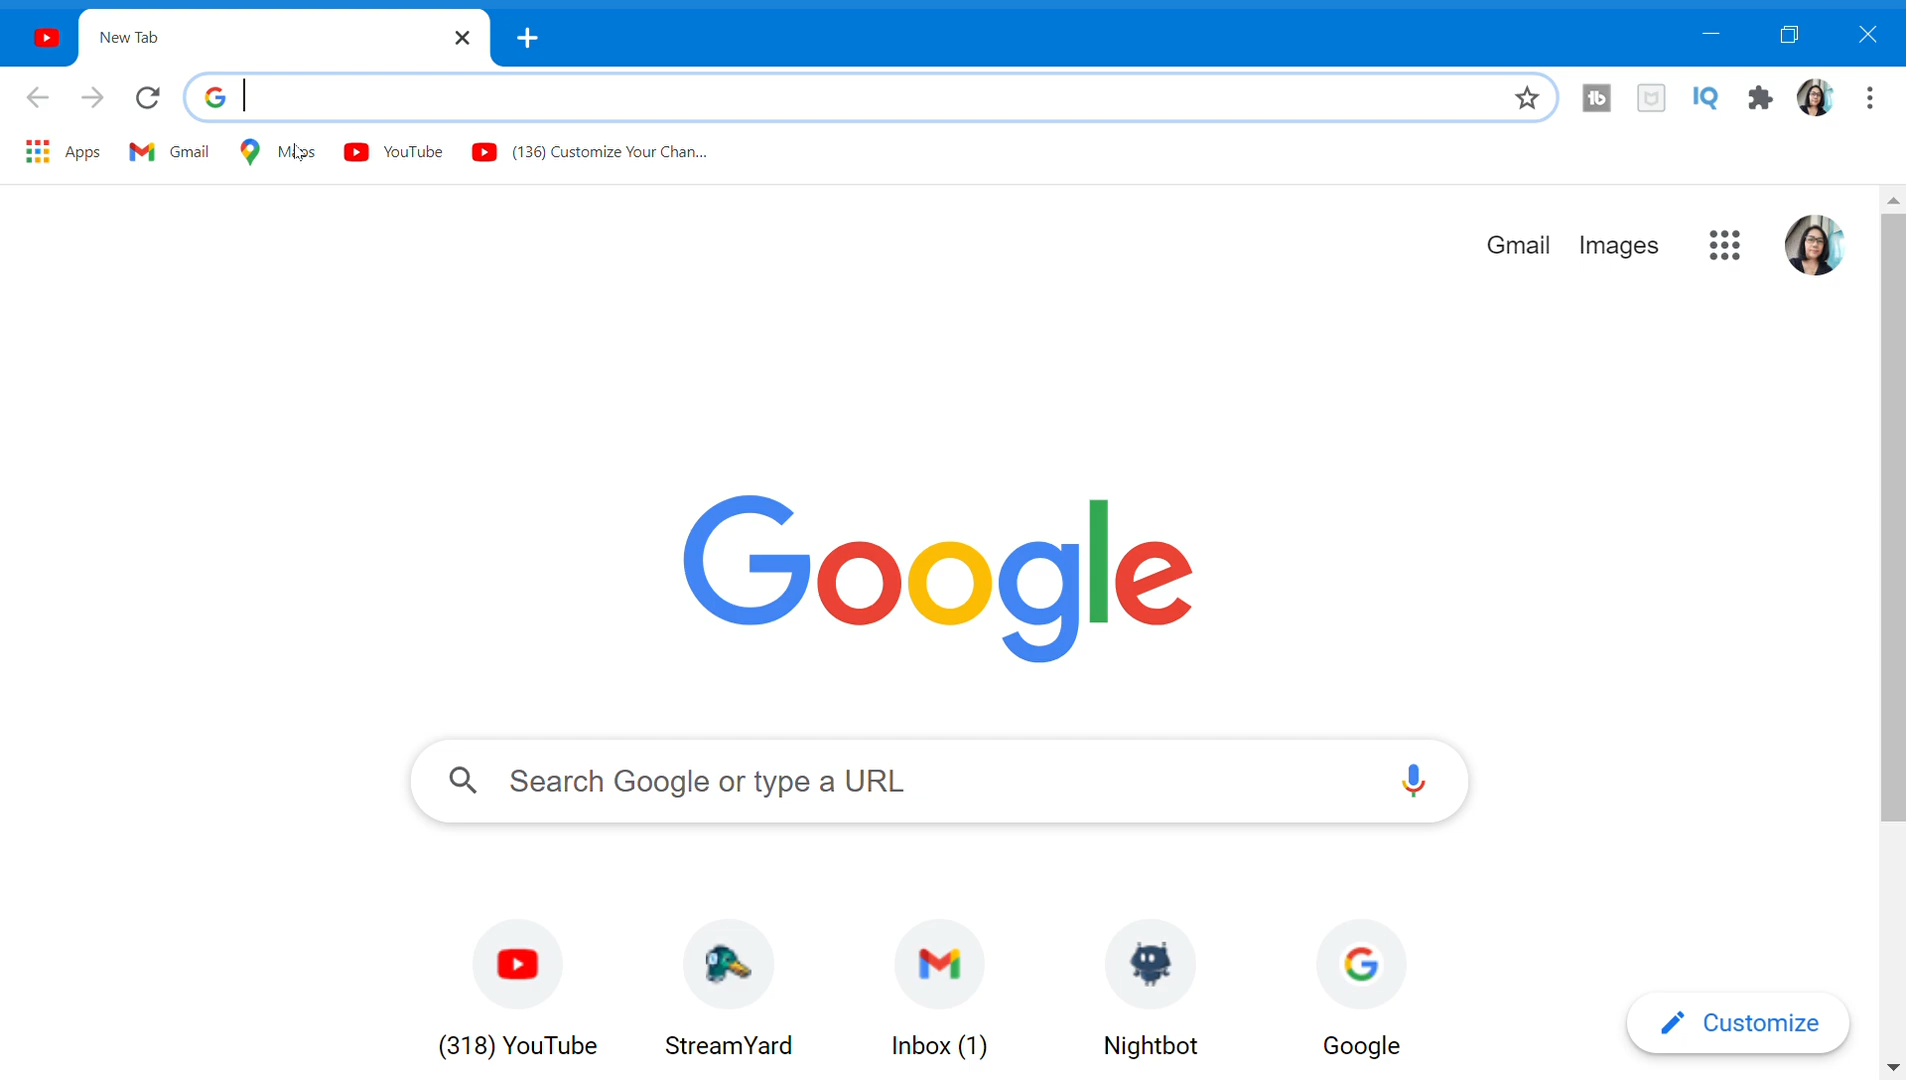 New Tab
Apps Gmail Maps YouTube (136) Customize Your Chan...
Gmail Images
Google
Search Google or type a URL
(318) YouTube StreamYard Inbox (1) Nightbot Google
Customize
IQ
tb